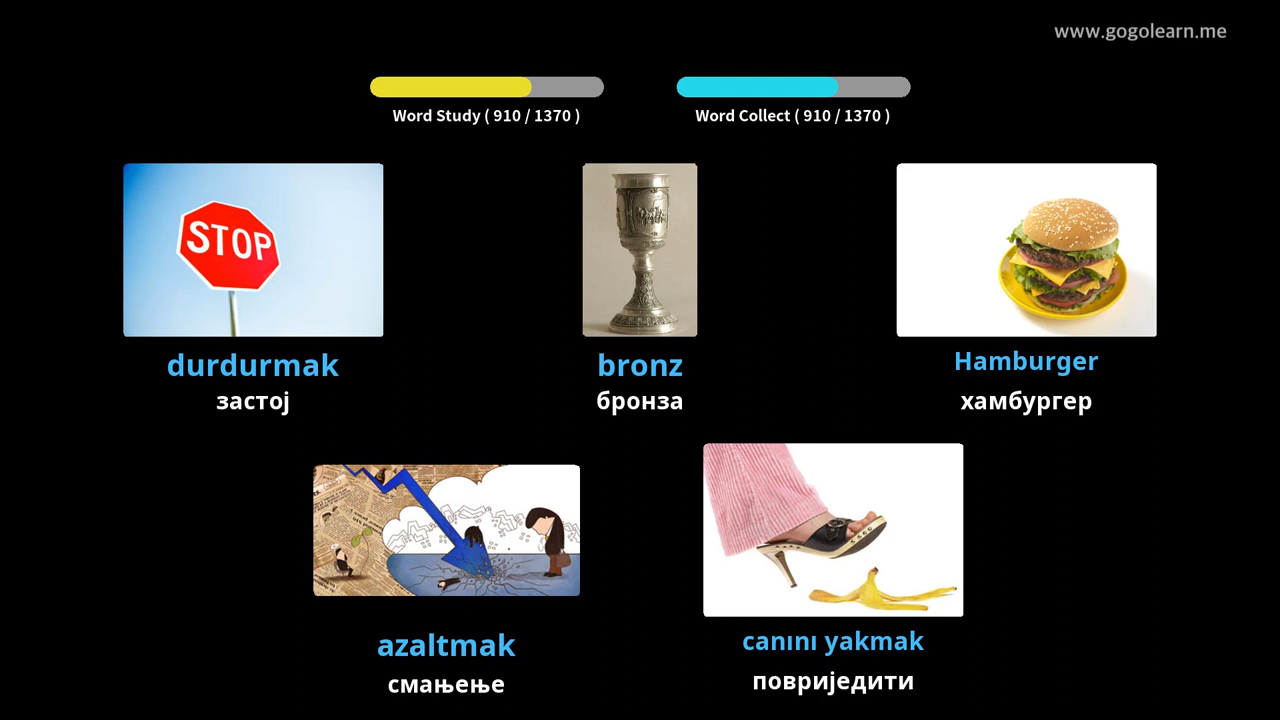 www.gogolearn.me
Word Study ( 910 / 1370 )
Word Collect ( 910 / 1370 )
STOP
durdurmak
застој
bronz
бронза
Hamburger
хамбургер
azaltmak
смањење
canını yakmak
повриједити